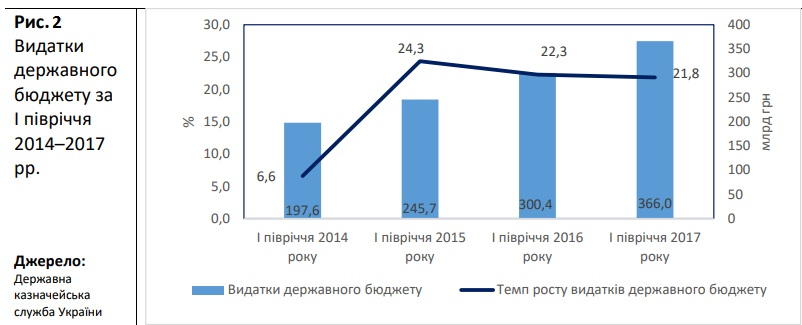 Рис. 2
Видатки
державного
бюджету за
І півріччя
2014–2017
рр.
Джерело:
Державна
казначейська
служба України
30,0
25,0
20,0
15,0
10,0
5,0
0,0
%
400
350
300
250
200
150
100
50
0
млрд грн
6,6
24,3
22,3
21,8
197,6
245,7
300,4
366,0
І півріччя 2014
року
І півріччя 2015
року
І півріччя 2016
року
І півріччя 2017
року
Видатки державного бюджету
Темп росту видатків державного бюджету